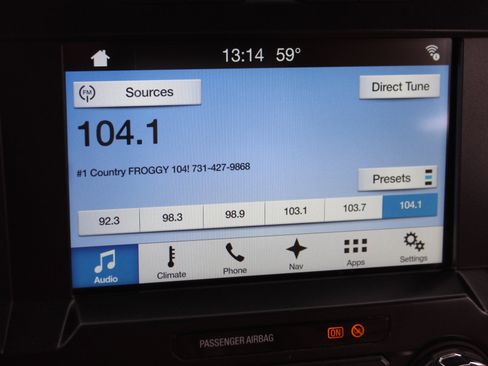 13:14 59°
FM Sources
Direct Tune
104.1
#1 Country FROGGY 104! 731-427-9868
Presets
92.3 98.3 98.9 103.1 103.7 104.1
Audio Climate Phone Nav Apps Settings
PASSENGER AIRBAG ON